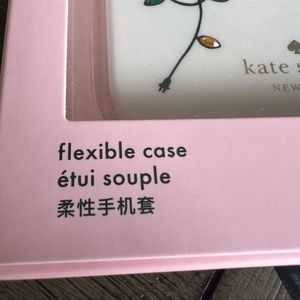 kate s
NEW
flexible case
étui souple
柔性手机套